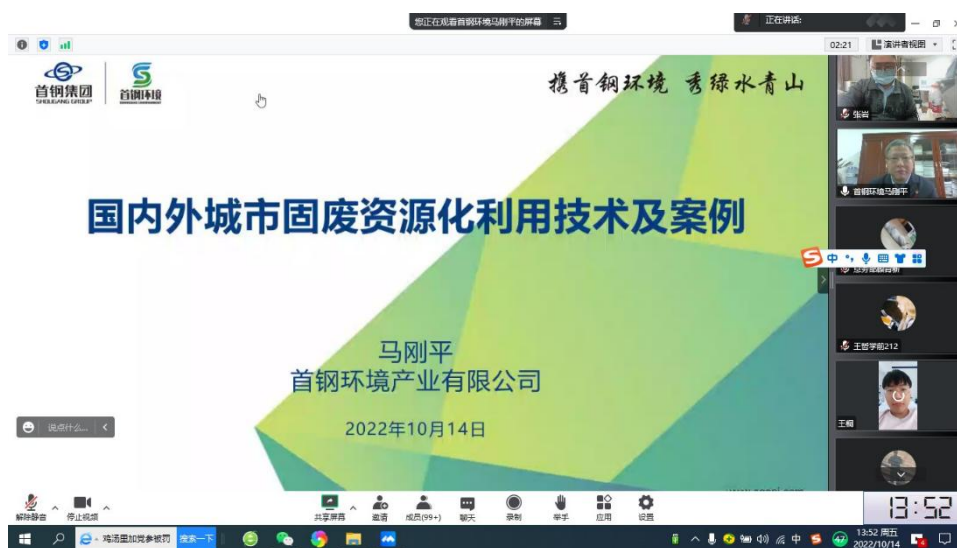 您正在观看首钢环境马刚平的屏幕
正在讲话:
02:21
演讲者视图
首钢集团
SHOUGANG GROUP
首钢环境
携首钢环境 秀绿水青山
张岩
国内外城市固废资源化利用技术及案例
首钢环境马刚平
中
王哲学前212
马刚平
首钢环境产业有限公司
2022年10月14日
说点什么...
王桐
解除静音
停止视频
共享屏幕
邀请
成员(99+)
聊天
录制
举手
应用
设置
13:52
鸡汤里加党参被罚
搜索一下
中
42
13:52 周五
2022/10/14